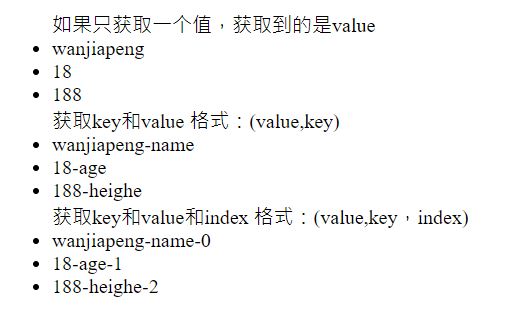 如果只获取一个值，获取到的是value
wanjiapeng
18
188
获取key和value 格式：(value,key)
wanjiapeng-name
18-age
188-heighe
获取key和value和index 格式：(value,key，index)
wanjiapeng-name-0
18-age-1
188-heighe-2